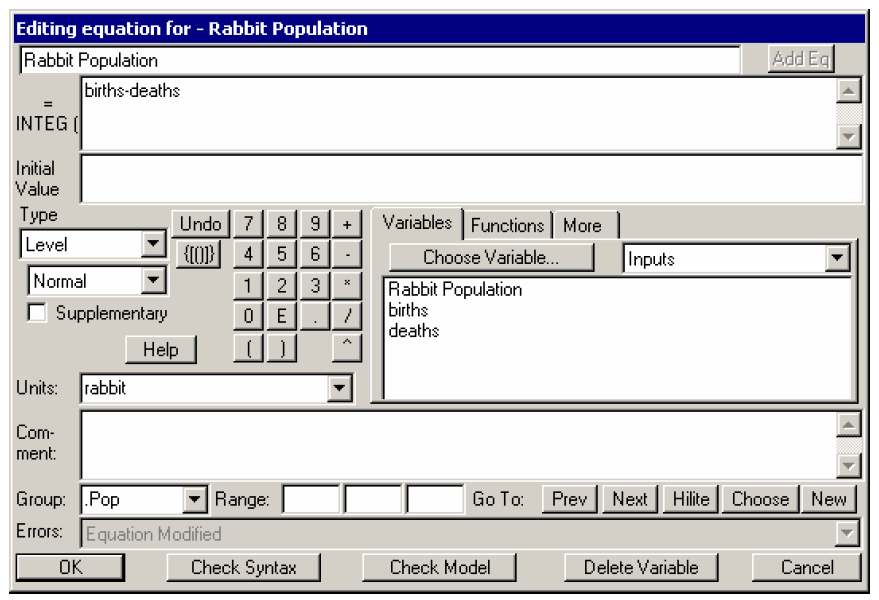 Editing equation for - Rabbit Population
Rabbit Population
Add Eq
=
INTEG (
births-deaths
Initial
Value
Type
Level
Normal
Supplementary
Help
Undo 7 8 9 +
{[()]} 4 5 6 -
1 2 3 *
0 E . /
( ) ^
Variables Functions More
Choose Variable... Inputs
Rabbit Population
births
deaths
Units: rabbit
Com-
ment:
Group: .Pop Range: Go To: Prev Next Hilite Choose New
Errors: Equation Modified
OK Check Syntax Check Model Delete Variable Cancel